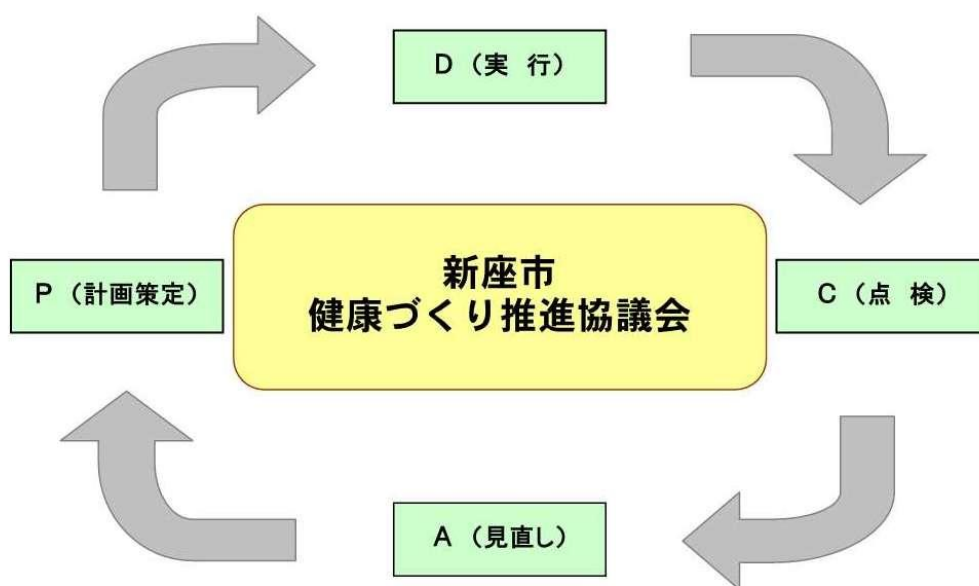 D（実　行）
P（計画策定）
新座市
健康づくり推進協議会
C（点　検）
A（見直し）